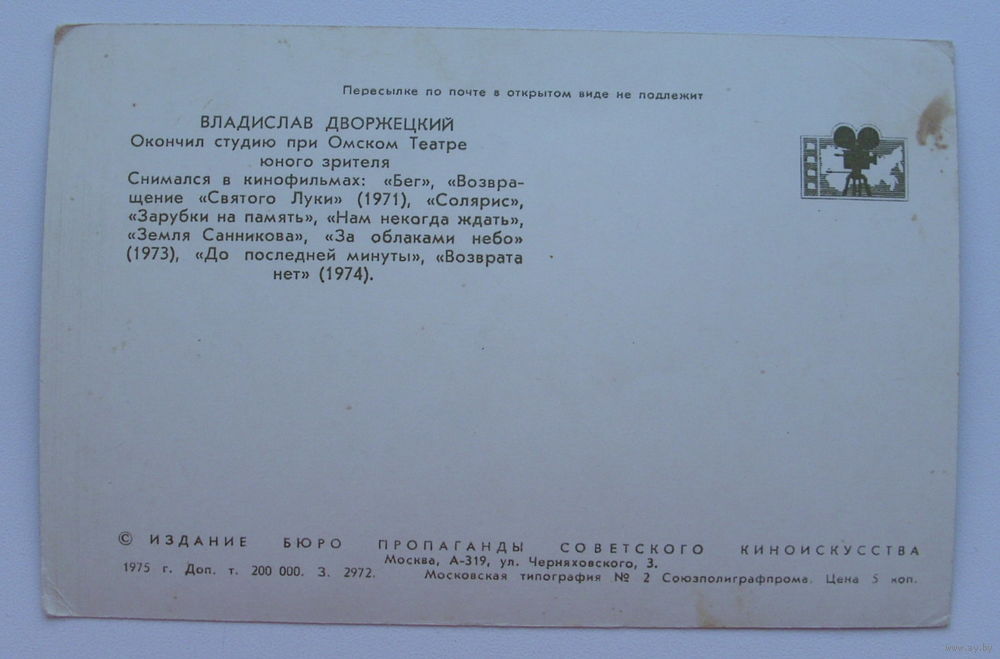 Пересылке по почте в открытом виде не подлежит
ВЛАДИСЛАВ ДВОРЖЕЦКИЙ
Окончил студию при Омском Театре
юного зрителя
Снимался в кинофильмах: «Бег», «Возвра-
щение «Святого Луки» (1971), «Солярис»,
«Зарубки на память», «Нам некогда ждать»,
«Земля Санникова», «За облаками небо»
(1973), «До последней минуты», «Возврата
нет» (1974).
© ИЗДАНИЕ БЮРО ПРОПАГАНДЫ СОВЕТСКОГО КИНОИСКУССТВА
Москва, А-319, ул. Черняховского, 3.
1975 г. Доп. т. 200 000. З. 2972.
Московская типография № 2 Союзполиграфпрома. Цена 5 коп.
www.ay.by